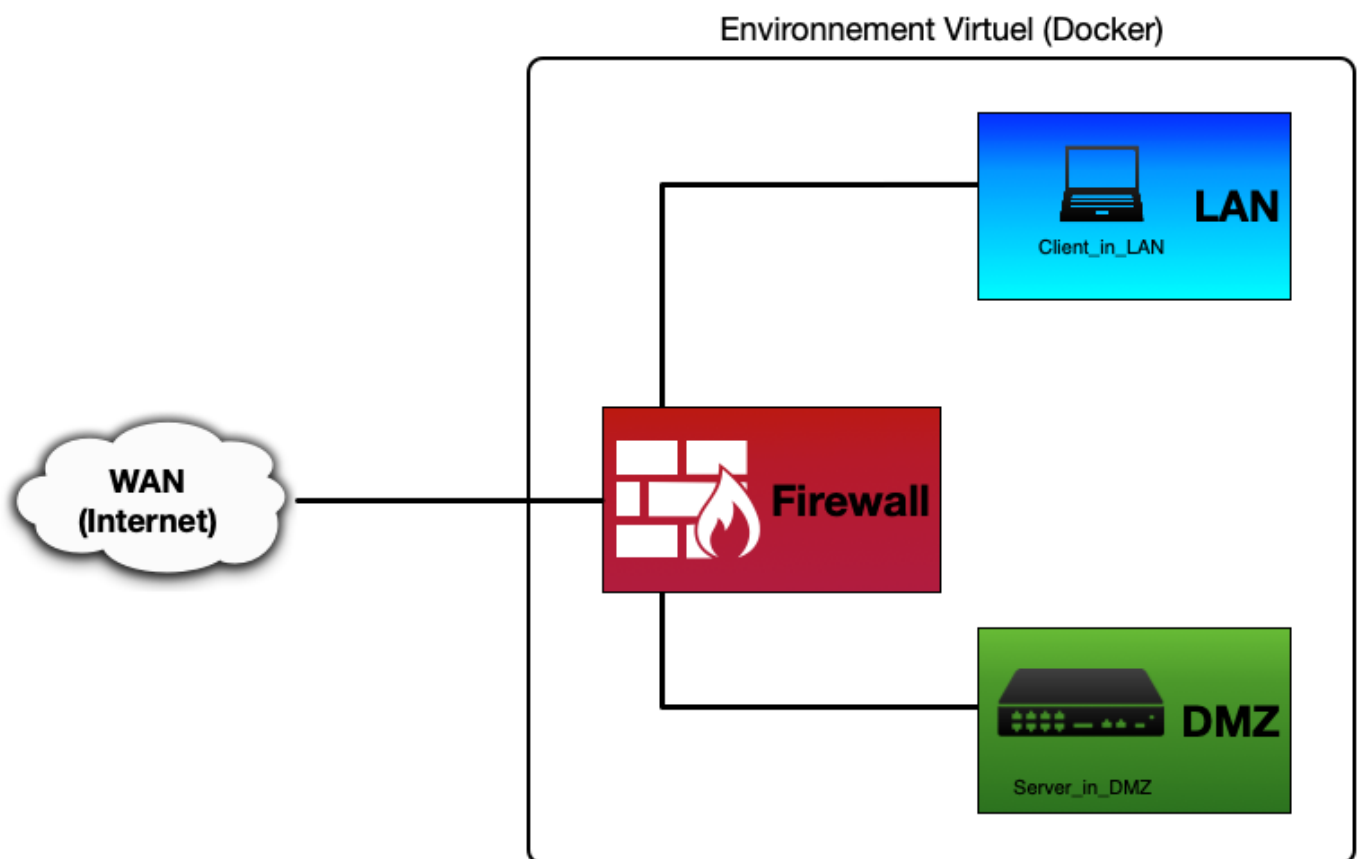 Environnement Virtuel (Docker)
LAN
Client_in_LAN
WAN
(Internet)
Firewall
DMZ
Server_in_DMZ